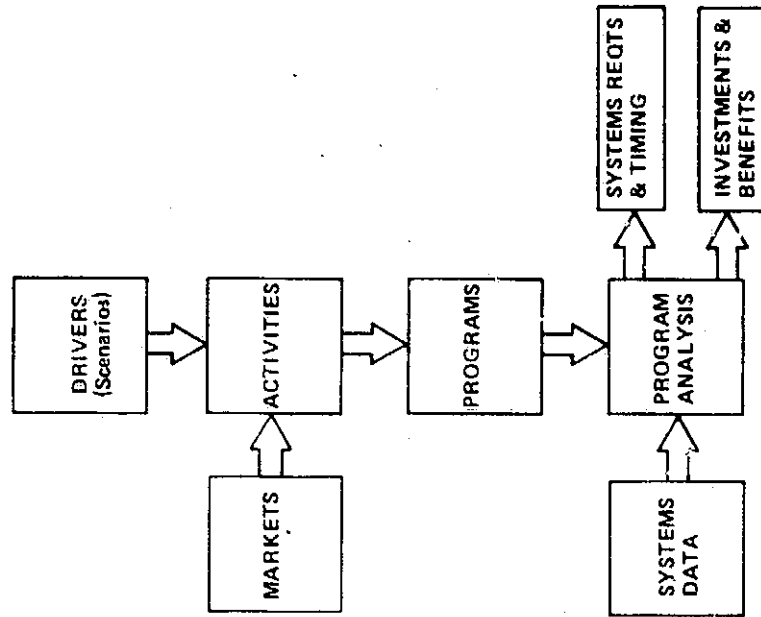 DRIVERS
(Scenarios)
MARKETS
ACTIVITIES
PROGRAMS
SYSTEMS
DATA
PROGRAM
ANALYSIS
SYSTEMS REQTS
& TIMING
INVESTMENTS &
BENEFITS